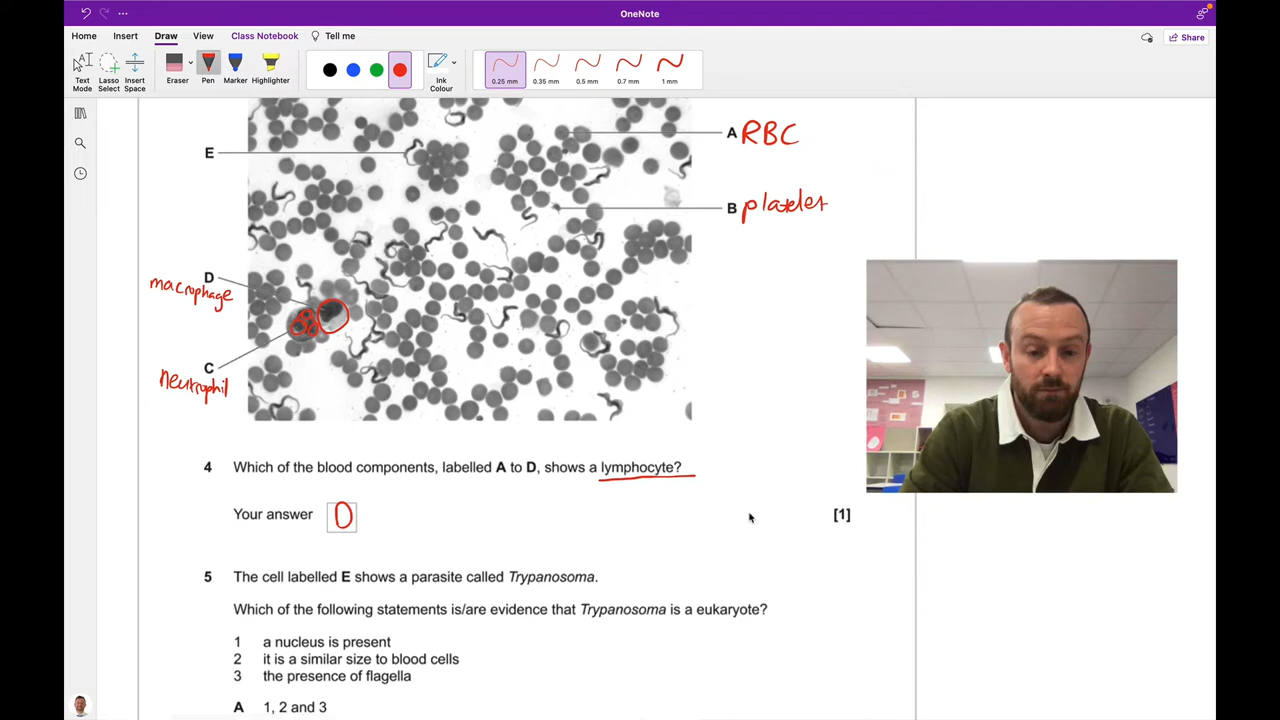 OneNote
Home Insert Draw View Class Notebook Tell me
Share
Text Mode
Lasso Select
Insert Space
Eraser
Pen
Marker
Highlighter
Ink Colour
0.25 mm 0.35 mm 0.5 mm 0.7 mm 1 mm
A RBC
E
B platelet
D
macrophage
C
neutrophil
4 Which of the blood components, labelled A to D, shows a lymphocyte?
Your answer D [1]
5 The cell labelled E shows a parasite called Trypanosoma.
Which of the following statements is/are evidence that Trypanosoma is a eukaryote?
1 a nucleus is present
2 it is a similar size to blood cells
3 the presence of flagella
A 1, 2 and 3